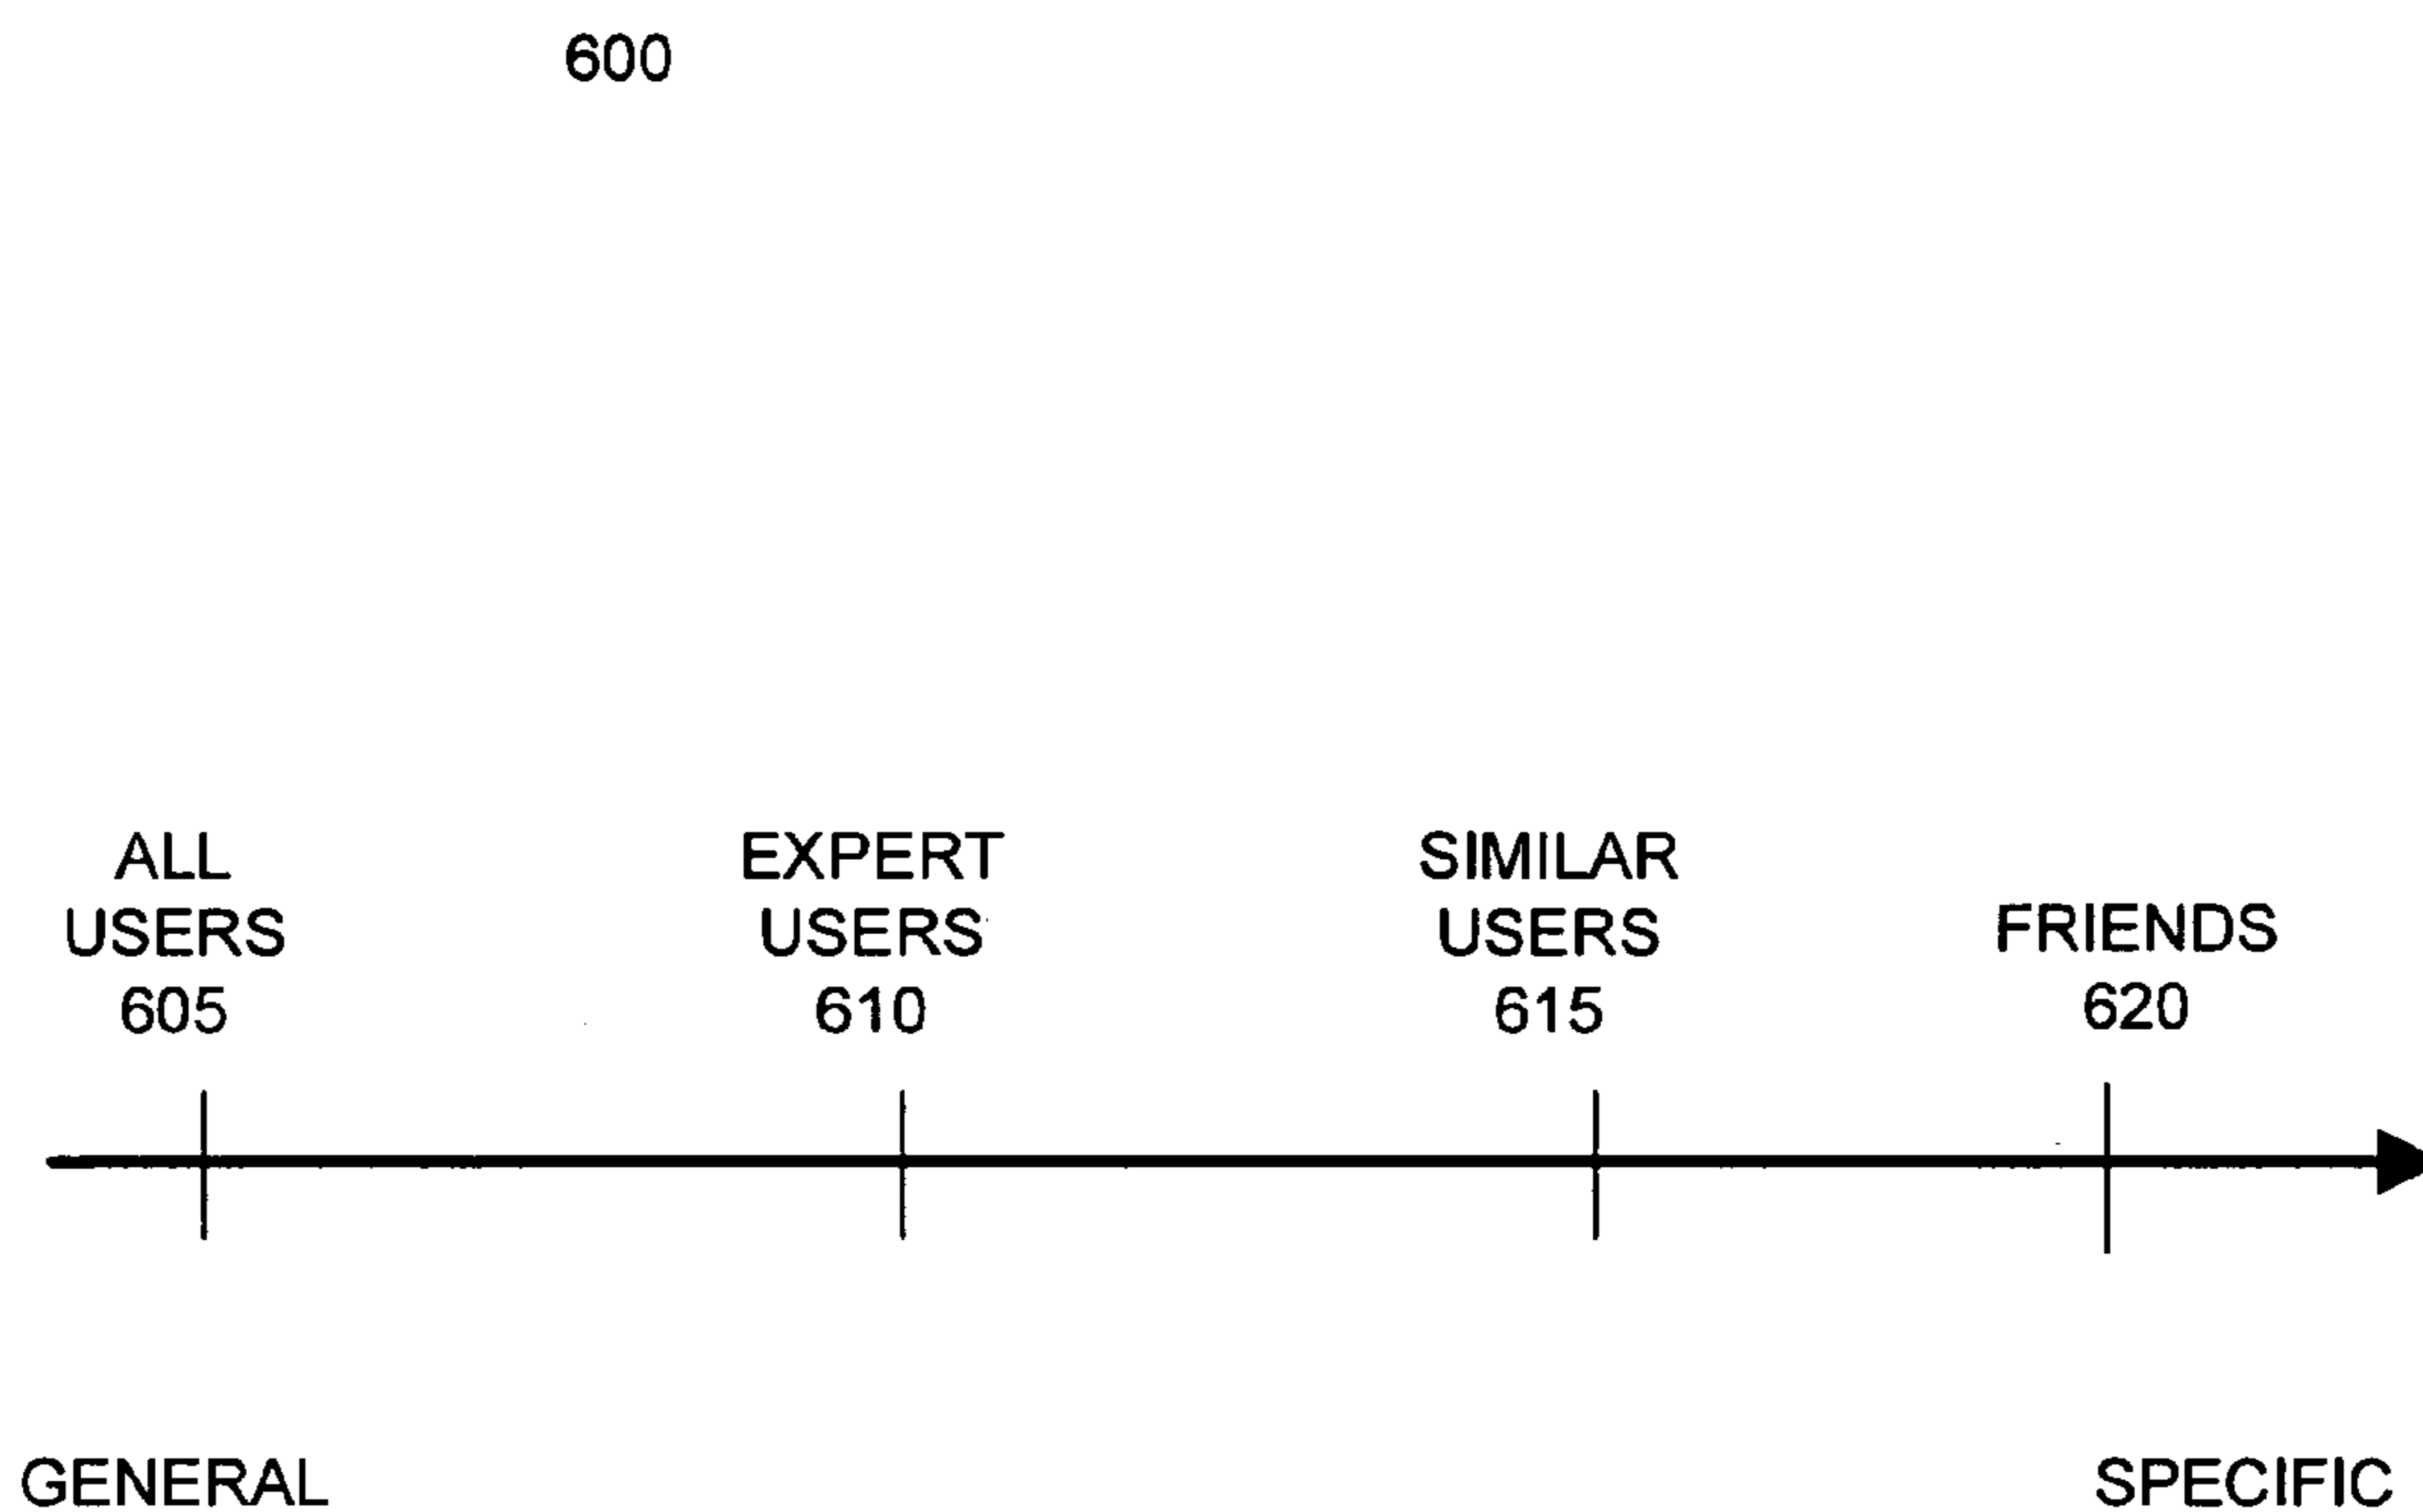 600
ALL
USERS
605
EXPERT
USERS
610
SIMILAR
USERS
615
FRIENDS
620
GENERAL
SPECIFIC